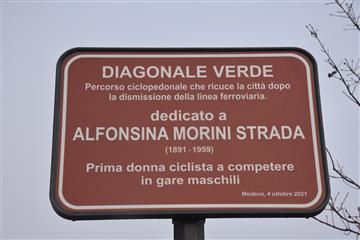 DIAGONALE VERDE
Percorso ciclopedonale che ricuce la città dopo
la dismissione della linea ferroviaria.
dedicato a
ALFONSINA MORINI STRADA
(1891 - 1959)
Prima donna ciclista a competere
in gare maschili
Modena, 4 ottobre 2021